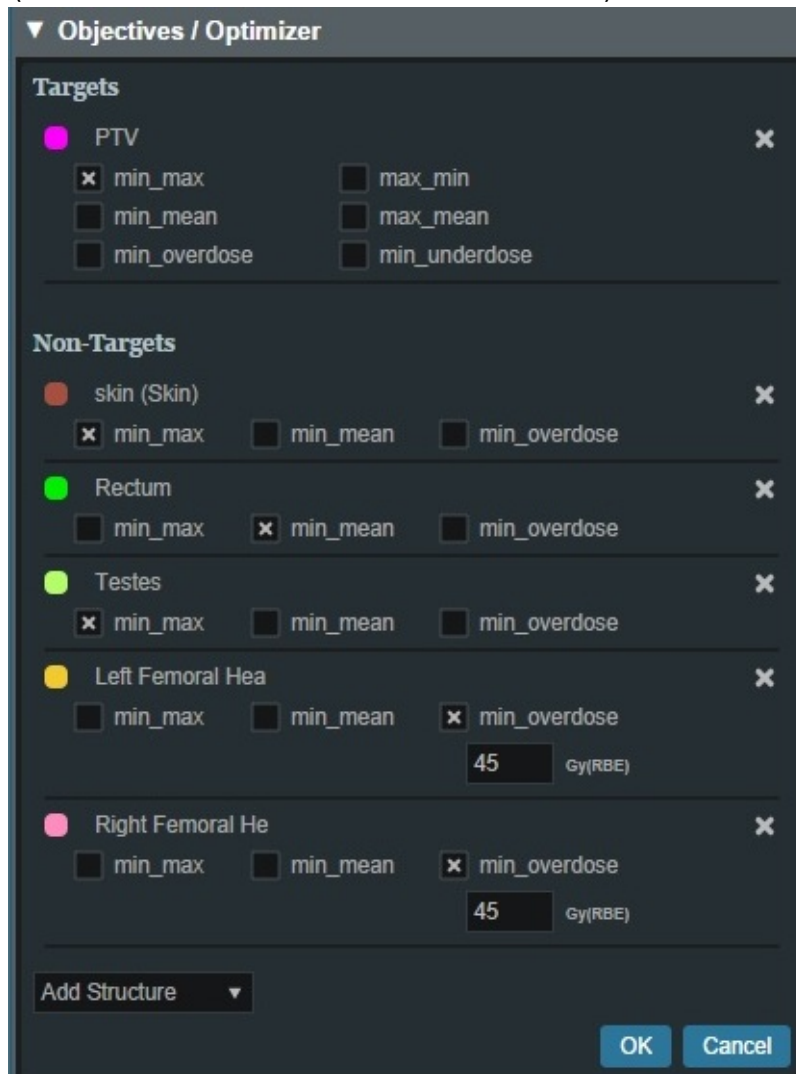 ▼ Objectives / Optimizer
Targets
PTV
min_max max_min
min_mean max_mean
min_overdose min_underdose
Non-Targets
skin (Skin)
min_max min_mean min_overdose
Rectum
min_max min_mean min_overdose
Testes
min_max min_mean min_overdose
Left Femoral Hea
min_max min_mean min_overdose
45 Gy(RBE)
Right Femoral He
min_max min_mean min_overdose
45 Gy(RBE)
Add Structure ▼
OK Cancel